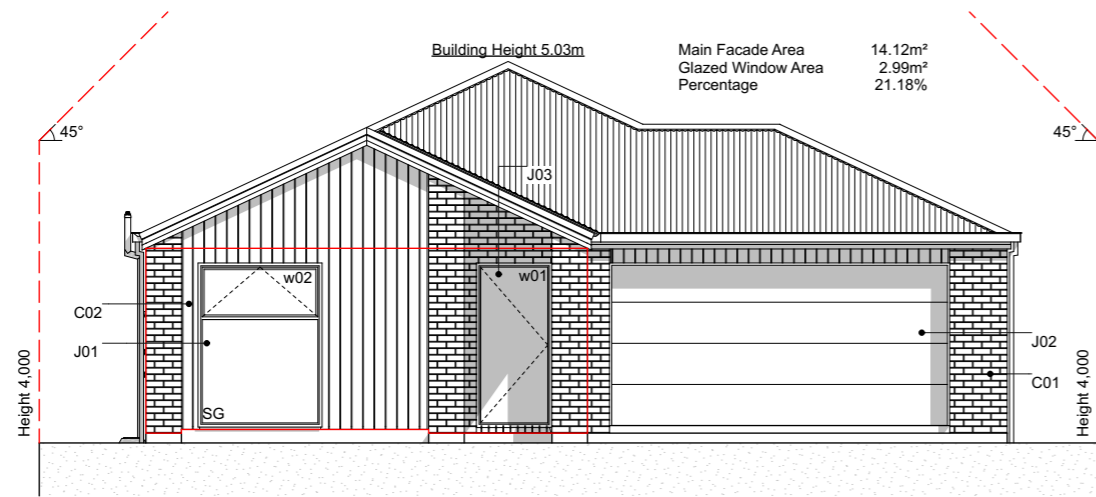 Building Height 5.03m
Main Facade Area 14.12m²
Glazed Window Area 2.99m²
Percentage 21.18%
45°
45°
J03
w02
w01
C02
J01
J02
C01
SG
Height 4,000
Height 4,000